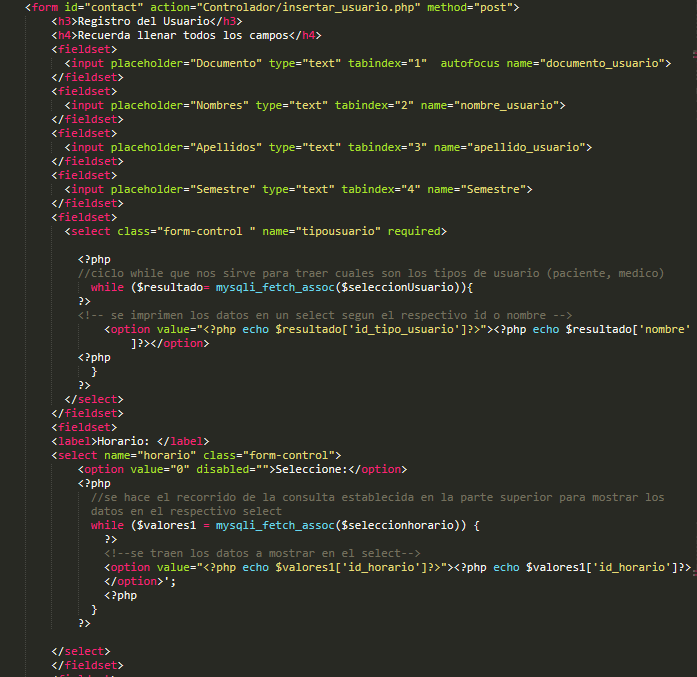 <form id="contact" action="Controlador/insertar_usuario.php" method="post">
<h3>Registro del Usuario</h3>
<h4>Recuerda llenar todos los campos</h4>
<fieldset>
<input placeholder="Documento" type="text" tabindex="1"  autofocus name="documento_usuario">
</fieldset>
<fieldset>
<input placeholder="Nombres" type="text" tabindex="2" name="nombre_usuario">
</fieldset>
<fieldset>
<input placeholder="Apellidos" type="text" tabindex="3" name="apellido_usuario">
</fieldset>
<fieldset>
<input placeholder="Semestre" type="text" tabindex="4" name="Semestre">
</fieldset>
<fieldset>
<select class="form-control " name="tipousuario" required>
<?php
//ciclo while que nos sirve para traer cuales son los tipos de usuario (paciente, medico)
while ($resultado= mysqli_fetch_assoc($seleccionUsuario)){
?>
<!-- se imprimen los datos en un select segun el respectivo id o nombre -->
<option value="<?php echo $resultado['id_tipo_usuario']?>"><?php echo $resultado['nombre'
]?></option>
<?php
}
?>
</select>
</fieldset>
<fieldset>
<label>Horario: </label>
<select name="horario" class="form-control">
<option value="0" disabled="">Seleccione:</option>
<?php
//se hace el recorrido de la consulta establecida en la parte superior para mostrar los
datos en el respectivo select
while ($valores1 = mysqli_fetch_assoc($seleccionhorario)) {
?>
<!--se traen los datos a mostrar en el select-->
<option value="<?php echo $valores1['id_horario']?>"><?php echo $valores1['id_horario']?>
</option>';
<?php
}
?>
</select>
</fieldset>